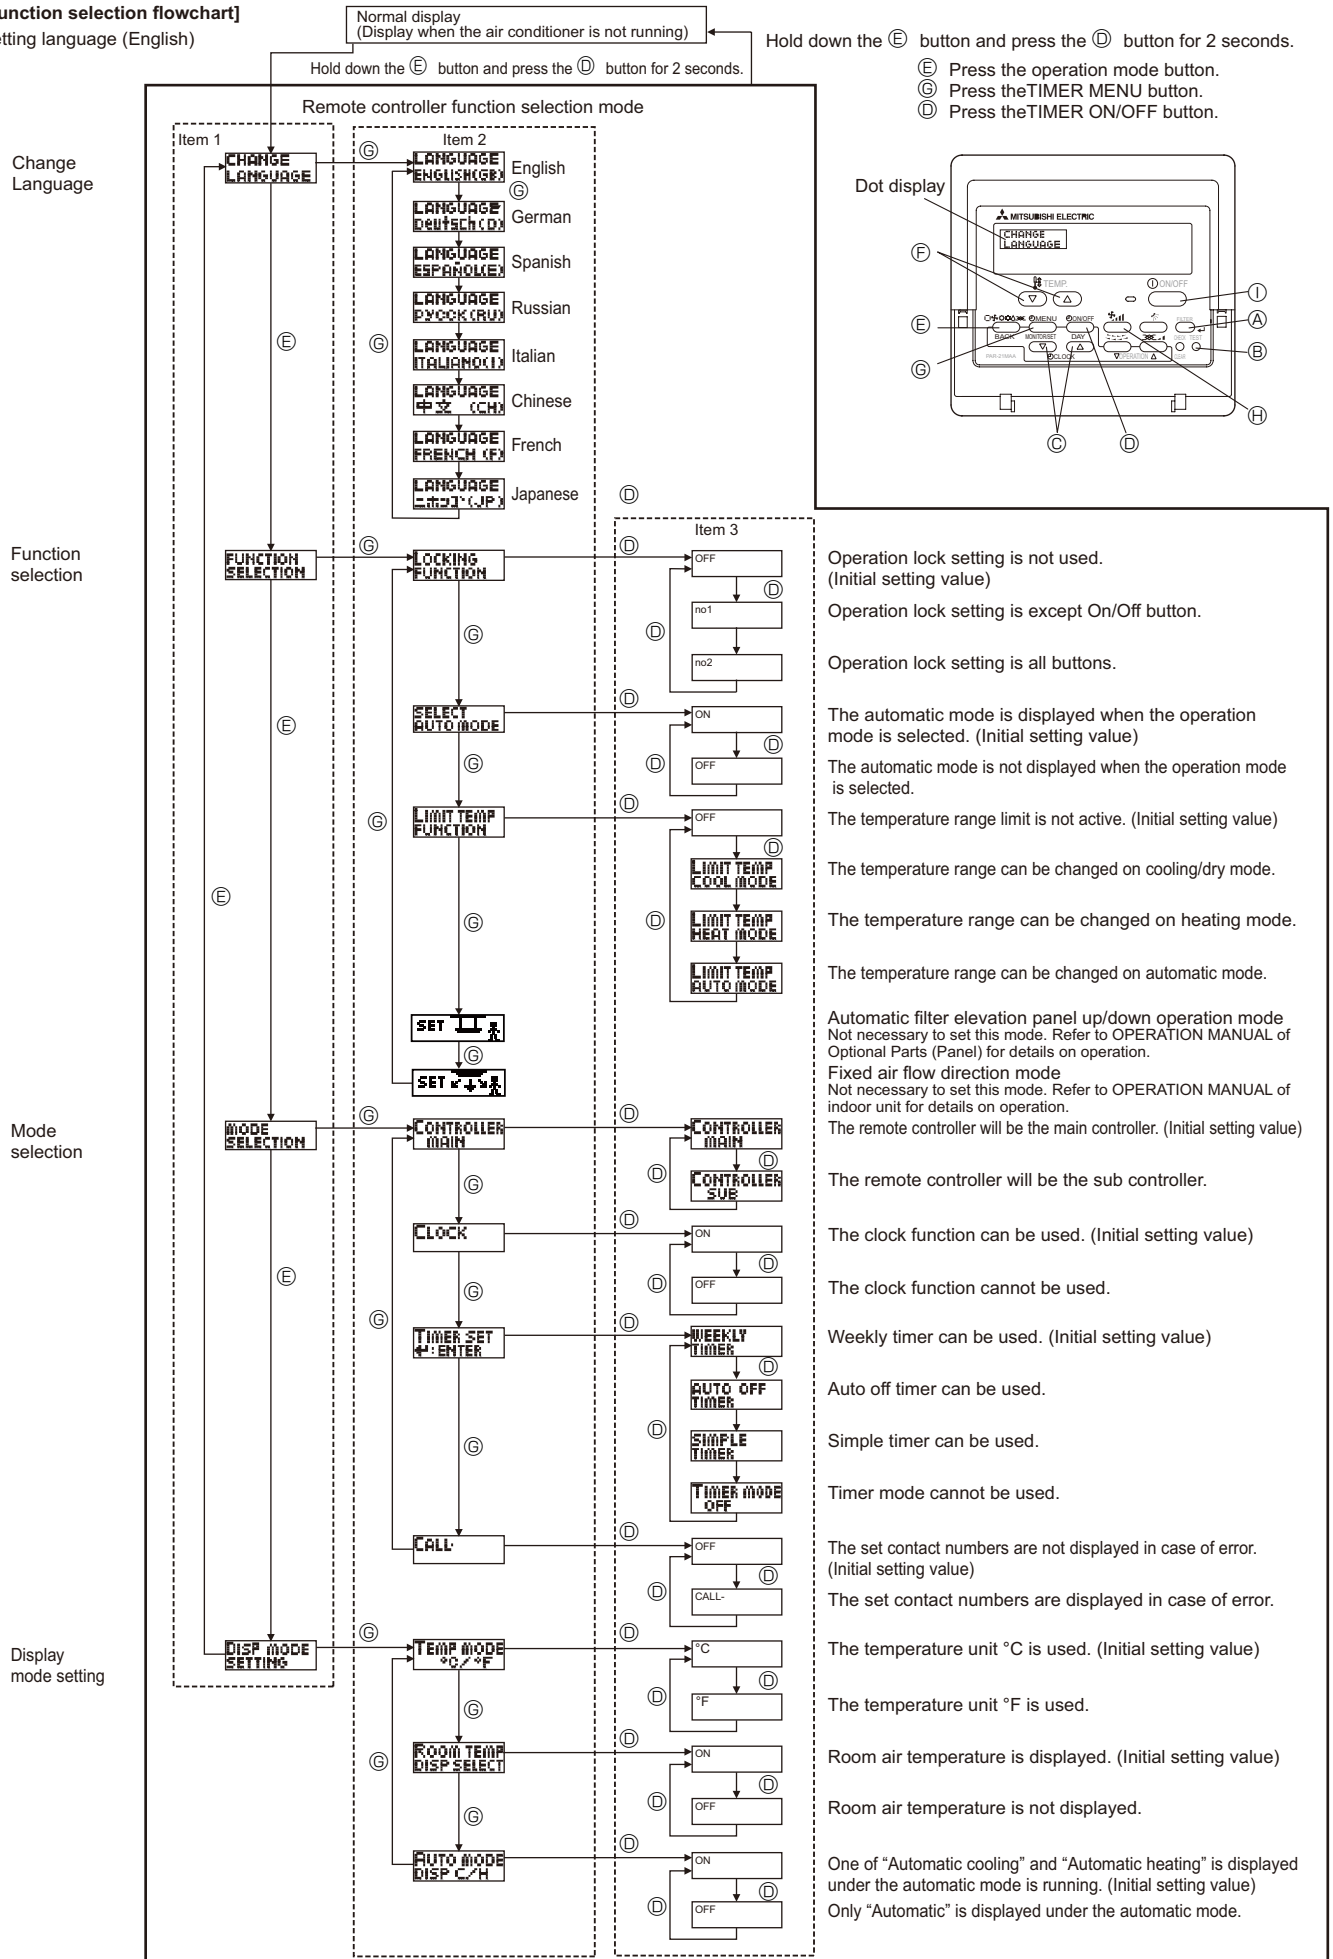 unction selection flowchart]
etting language (English)
Normal display
(Display when the air conditioner is not running)
Hold down the Ⓔ button and press the Ⓓ button for 2 seconds.
Hold down the Ⓔ button and press the Ⓓ button for 2 seconds.
Ⓔ Press the operation mode button.
Ⓖ Press theTIMER MENU button.
Ⓓ Press theTIMER ON/OFF button.
Remote controller function selection mode
Item 1
Item 2
Change
Language
CHANGE
LANGUAGE
Ⓖ
LANGUAGE
ENGLISH(GB)
English
Ⓖ
LANGUAGE
Deutsch(D)
German
LANGUAGE
ESPAÑOL(E)
Spanish
LANGUAGE
РУССК(RU)
Russian
Ⓔ
Ⓖ
LANGUAGE
ITALIANO(I)
Italian
LANGUAGE
中文 (CH)
Chinese
LANGUAGE
FRENCH (F)
French
LANGUAGE
ニホンゴ(JP)
Japanese
Dot display
MITSUBISHI ELECTRIC
CHANGE
LANGUAGE
Ⓕ
TEMP.
ON/OFF
Ⓘ
Ⓔ
MENU
ON/OFF
FILTER
Ⓐ
BACK
MONITOR/SET
DAY
CHECK TEST
Ⓑ
PAR-21MAA
CLOCK
OPERATION
CLEAR
Ⓖ
Ⓗ
Ⓒ
Ⓓ
Ⓓ
Item 3
Function
selection
FUNCTION
SELECTION
Ⓖ
LOCKING
FUNCTION
Ⓓ
OFF
Operation lock setting is not used.
(Initial setting value)
Ⓓ
no1
Operation lock setting is except On/Off button.
Ⓖ
Ⓓ
no2
Operation lock setting is all buttons.
Ⓔ
SELECT
AUTO MODE
Ⓓ
ON
The automatic mode is displayed when the operation
mode is selected. (Initial setting value)
Ⓖ
Ⓓ
Ⓓ
OFF
The automatic mode is not displayed when the operation mode
is selected.
Ⓖ
LIMIT TEMP
FUNCTION
Ⓓ
OFF
The temperature range limit is not active. (Initial setting value)
Ⓓ
LIMIT TEMP
COOL MODE
The temperature range can be changed on cooling/dry mode.
Ⓔ
Ⓖ
Ⓓ
LIMIT TEMP
HEAT MODE
The temperature range can be changed on heating mode.
LIMIT TEMP
AUTO MODE
The temperature range can be changed on automatic mode.
SET
Automatic filter elevation panel up/down operation mode
Not necessary to set this mode. Refer to OPERATION MANUAL of
Optional Parts (Panel) for details on operation.
Ⓖ
SET
Fixed air flow direction mode
Not necessary to set this mode. Refer to OPERATION MANUAL of
indoor unit for details on operation.
Mode
selection
MODE
SELECTION
Ⓖ
CONTROLLER
MAIN
Ⓓ
CONTROLLER
MAIN
The remote controller will be the main controller. (Initial setting value)
Ⓖ
Ⓓ
Ⓓ
CONTROLLER
SUB
The remote controller will be the sub controller.
CLOCK
Ⓓ
ON
The clock function can be used. (Initial setting value)
Ⓔ
Ⓖ
Ⓓ
Ⓓ
OFF
The clock function cannot be used.
Ⓖ
TIMER SET
↵:ENTER
Ⓓ
WEEKLY
TIMER
Weekly timer can be used. (Initial setting value)
Ⓓ
AUTO OFF
TIMER
Auto off timer can be used.
Ⓖ
Ⓓ
SIMPLE
TIMER
Simple timer can be used.
TIMER MODE
OFF
Timer mode cannot be used.
CALL-
Ⓓ
OFF
The set contact numbers are not displayed in case of error.
(Initial setting value)
Ⓓ
Ⓓ
CALL-
The set contact numbers are displayed in case of error.
Display
mode setting
DISP MODE
SETTING
Ⓖ
TEMP MODE
°C/°F
Ⓓ
°C
The temperature unit °C is used. (Initial setting value)
Ⓖ
Ⓓ
Ⓓ
°F
The temperature unit °F is used.
Ⓖ
ROOM TEMP
DISP SELECT
Ⓓ
ON
Room air temperature is displayed. (Initial setting value)
Ⓖ
Ⓓ
Ⓓ
OFF
Room air temperature is not displayed.
AUTO MODE
DISP C/H
Ⓓ
ON
One of “Automatic cooling” and “Automatic heating” is displayed
under the automatic mode is running. (Initial setting value)
Ⓓ
Ⓓ
OFF
Only “Automatic” is displayed under the automatic mode.